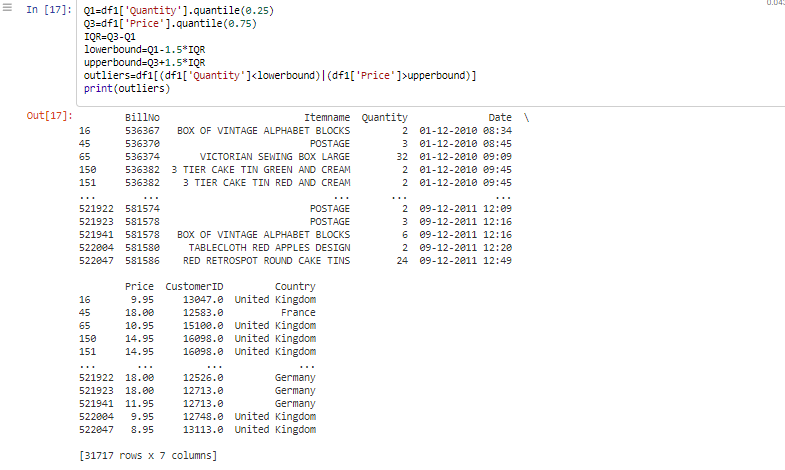 0.043
In [17]: Q1=df1['Quantity'].quantile(0.25)
Q3=df1['Price'].quantile(0.75)
IQR=Q3-Q1
lowerbound=Q1-1.5*IQR
upperbound=Q3+1.5*IQR
outliers=df1[(df1['Quantity']<lowerbound)|(df1['Price']>upperbound)]
print(outliers)
Out[17]: BillNo Itemname Quantity Date \
16 536367 BOX OF VINTAGE ALPHABET BLOCKS 2 01-12-2010 08:34
45 536370 POSTAGE 3 01-12-2010 08:45
65 536374 VICTORIAN SEWING BOX LARGE 32 01-12-2010 09:09
150 536382 3 TIER CAKE TIN GREEN AND CREAM 2 01-12-2010 09:45
151 536382 3 TIER CAKE TIN RED AND CREAM 2 01-12-2010 09:45
... ... ... ... ...
521922 581574 POSTAGE 2 09-12-2011 12:09
521923 581578 POSTAGE 3 09-12-2011 12:16
521941 581578 BOX OF VINTAGE ALPHABET BLOCKS 6 09-12-2011 12:16
522004 581580 TABLECLOTH RED APPLES DESIGN 2 09-12-2011 12:20
522047 581586 RED RETROSPOT ROUND CAKE TINS 24 09-12-2011 12:49
Price CustomerID Country
16 9.95 13047.0 United Kingdom
45 18.00 12583.0 France
65 10.95 15100.0 United Kingdom
150 14.95 16098.0 United Kingdom
151 14.95 16098.0 United Kingdom
... ... ... ...
521922 18.00 12526.0 Germany
521923 18.00 12713.0 Germany
521941 11.95 12713.0 Germany
522004 9.95 12748.0 United Kingdom
522047 8.95 13113.0 United Kingdom
[31717 rows x 7 columns]